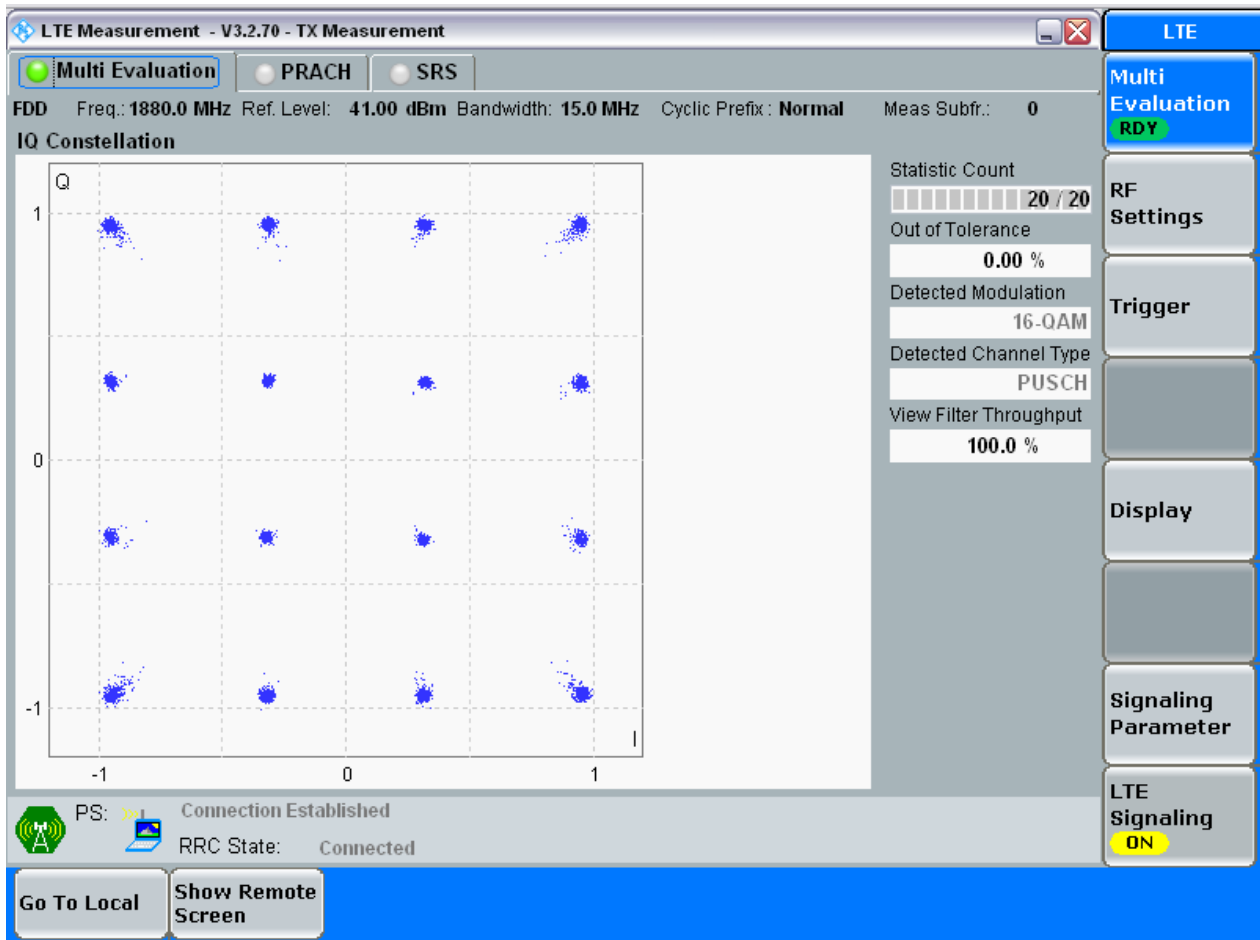 LTE Measurement - V3.2.70 - TX Measurement
LTE
Multi Evaluation PRACH SRS
Multi
Evaluation
RDY
FDD Freq.: 1880.0 MHz Ref. Level: 41.00 dBm Bandwidth: 15.0 MHz Cyclic Prefix : Normal Meas Subfr.: 0
IQ Constellation
Q
1
0
-1
-1 0 1
I
Statistic Count
20 / 20
Out of Tolerance
0.00 %
Detected Modulation
16-QAM
Detected Channel Type
PUSCH
View Filter Throughput
100.0 %
RF
Settings
Trigger
Display
Signaling
Parameter
LTE
Signaling
ON
PS: Connection Established
RRC State: Connected
Go To Local
Show Remote
Screen